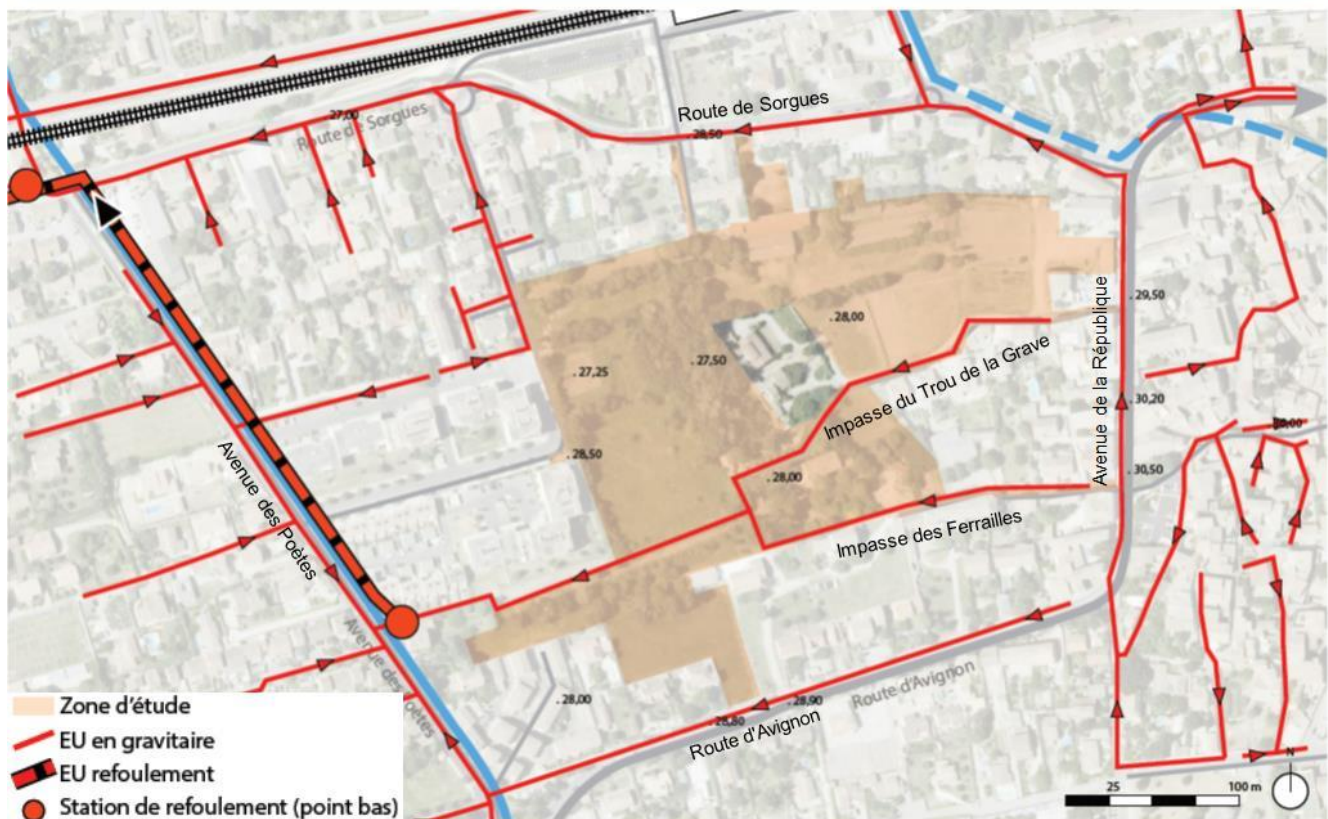 Route de Sorgues
27,00
Route de Sorgues
28,50
Avenue de la République
. 29,50
. 28,00
. 27,50
. 27,25
Impasse du Trou de la Grave
. 30,20
30,00
. 28,50
. 30,50
. 28,00
Avenue des Poètes
Impasse des Ferrailles
Avenue des Poètes
. 28,00
. 28,90
Route d'Avignon
. 28,80
Route d'Avignon
Zone d'étude
EU en gravitaire
EU refoulement
Station de refoulement (point bas)
N
25
100 m